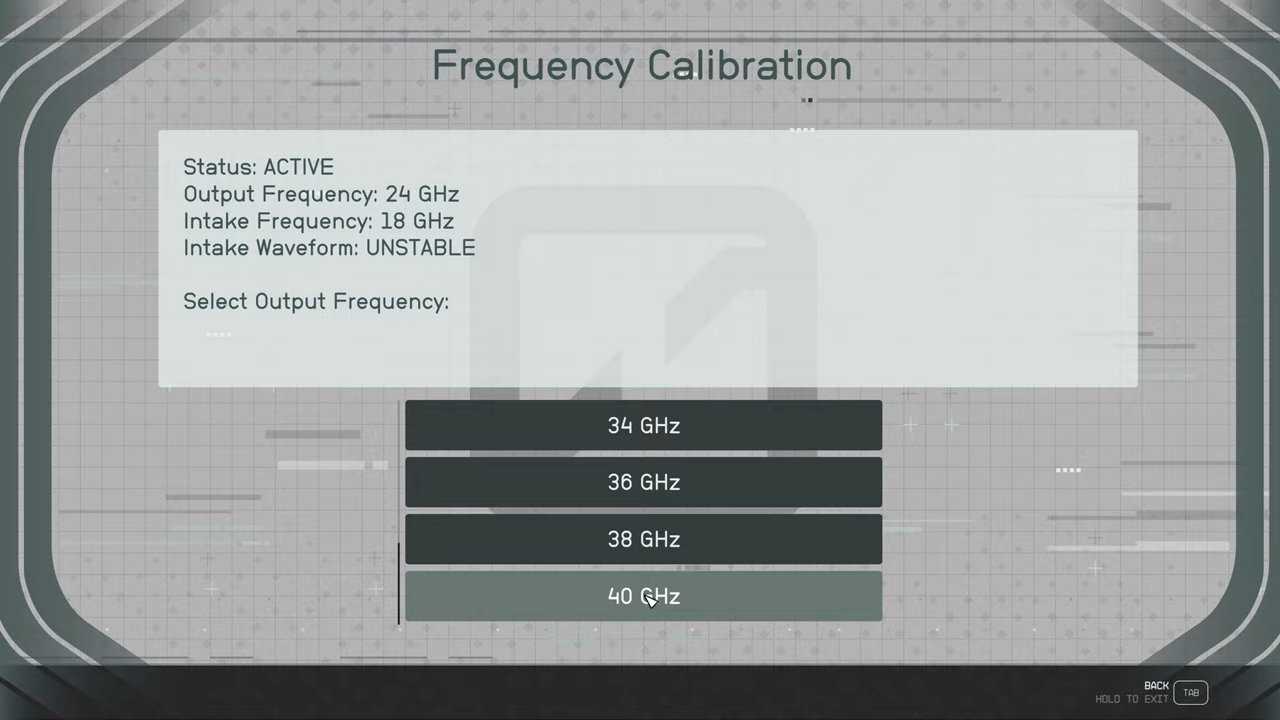 Frequency Calibration
Status: ACTIVE
Output Frequency: 24 GHz
Intake Frequency: 18 GHz
Intake Waveform: UNSTABLE
Select Output Frequency:
34 GHz
36 GHz
38 GHz
40 GHz
BACK
HOLD TO EXIT TAB